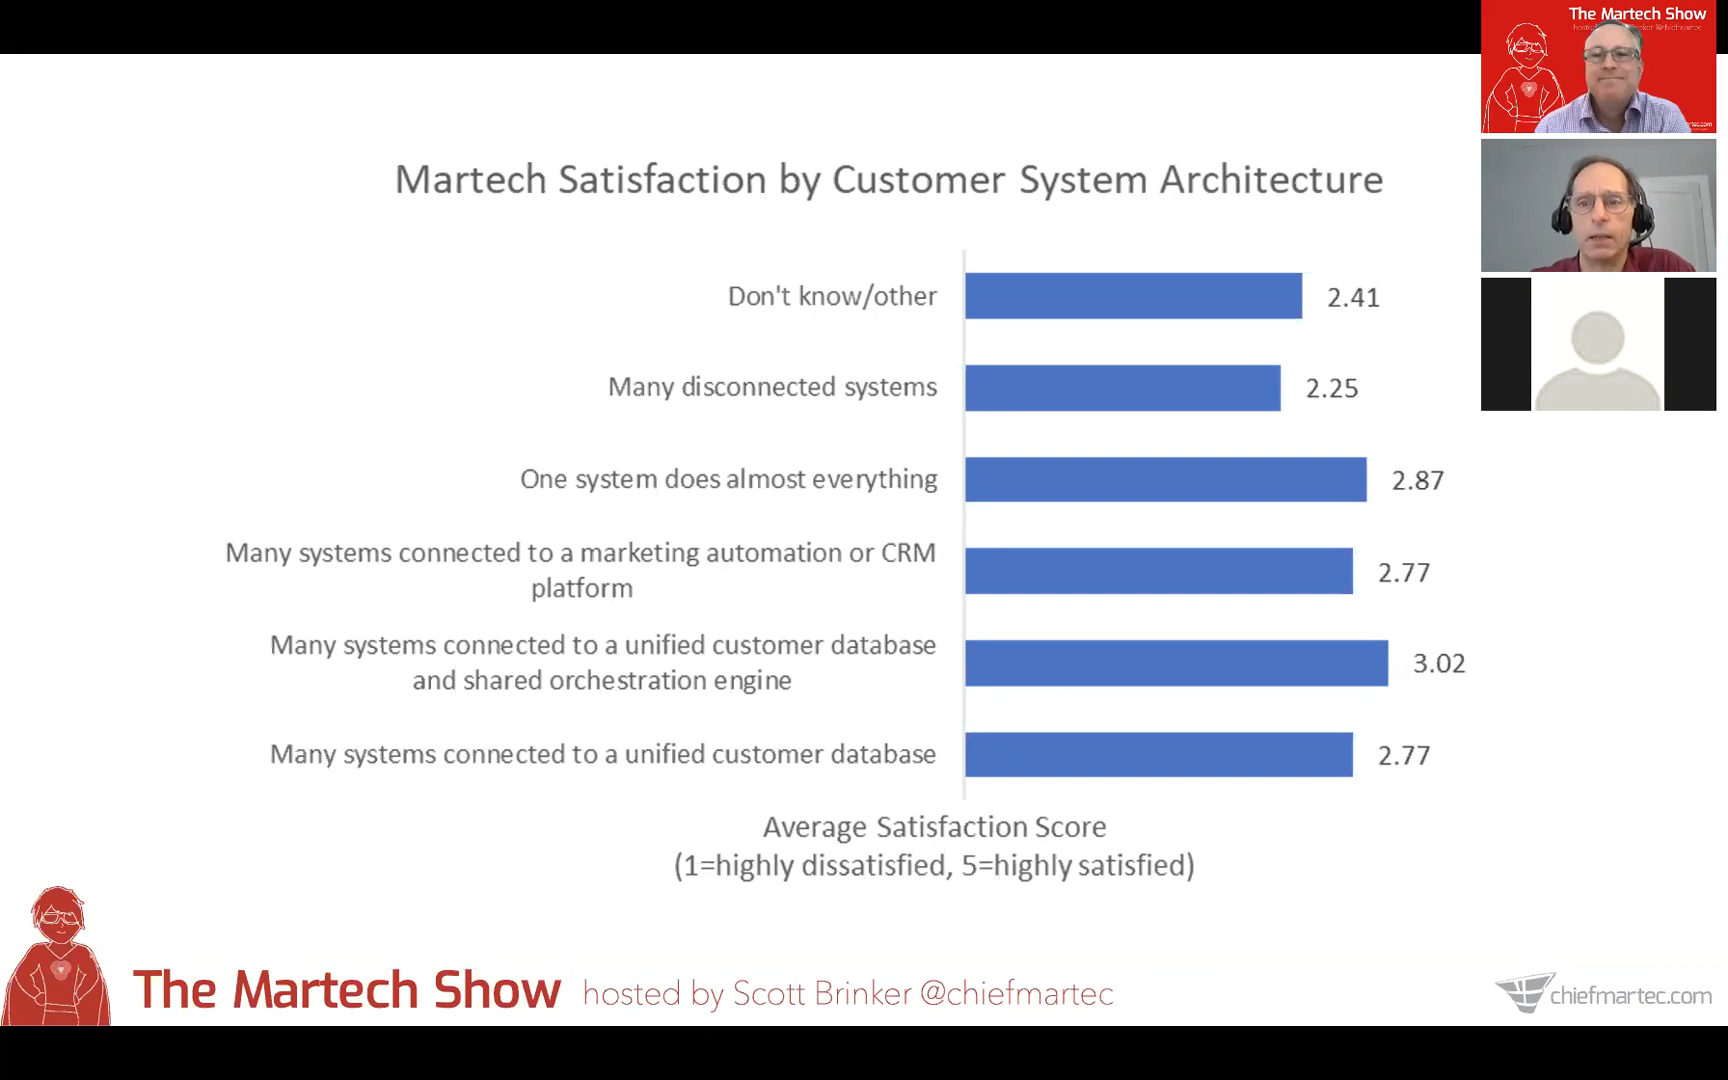 The Martech Show
Martech Satisfaction by Customer System Architecture
Don't know/other
2.41
Many disconnected systems
2.25
One system does almost everything
2.87
Many systems connected to a marketing automation or CRM
platform
2.77
Many systems connected to a unified customer database
and shared orchestration engine
3.02
Many systems connected to a unified customer database
2.77
Average Satisfaction Score
(1=highly dissatisfied, 5=highly satisfied)
The Martech Show hosted by Scott Brinker @chiefmartec
chiefmartec.com